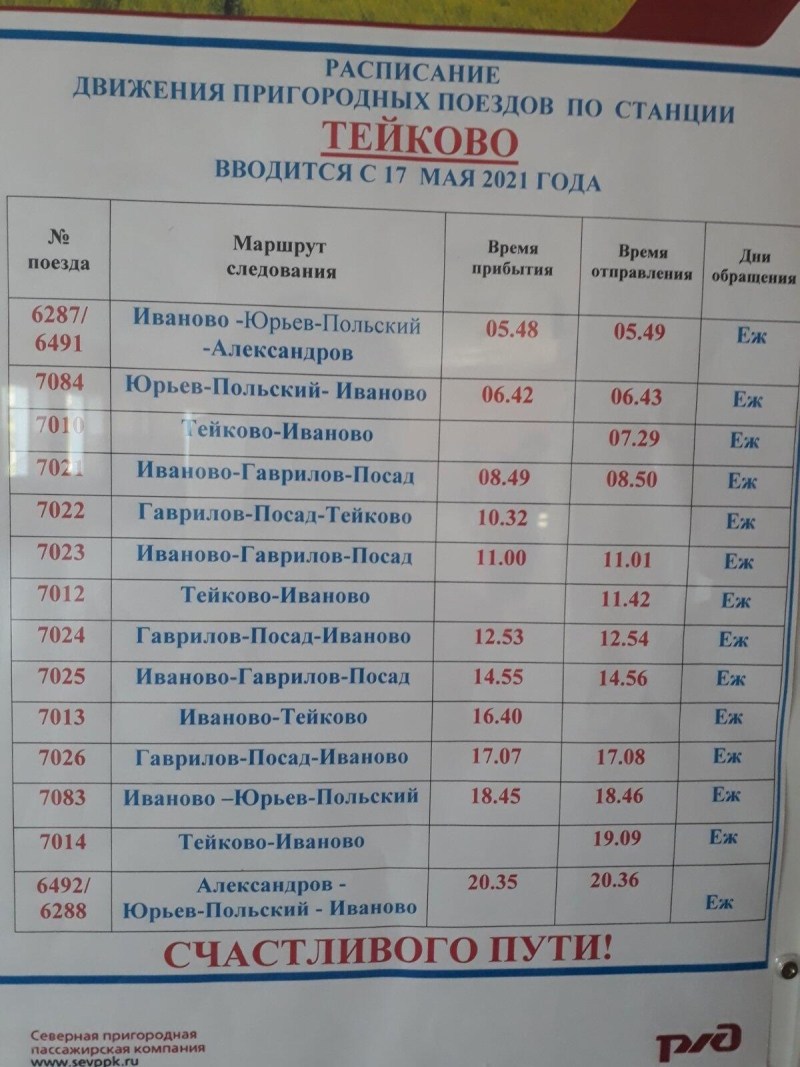 РАСПИСАНИЕ
ДВИЖЕНИЯ ПРИГОРОДНЫХ ПОЕЗДОВ ПО СТАНЦИИ
ТЕЙКОВО
ВВОДИТСЯ С 17 МАЯ 2021 ГОДА
№ поезда Маршрут следования Время прибытия Время отправления Дни обращения
6287/ 6491 Иваново -Юрьев-Польский -Александров 05.48 05.49 Еж
7084 Юрьев-Польский- Иваново 06.42 06.43 Еж
7010 Тейково-Иваново 07.29 Еж
7021 Иваново-Гаврилов-Посад 08.49 08.50 Еж
7022 Гаврилов-Посад-Тейково 10.32 Еж
7023 Иваново-Гаврилов-Посад 11.00 11.01 Еж
7012 Тейково-Иваново 11.42 Еж
7024 Гаврилов-Посад-Иваново 12.53 12.54 Еж
7025 Иваново-Гаврилов-Посад 14.55 14.56 Еж
7013 Иваново-Тейково 16.40 Еж
7026 Гаврилов-Посад-Иваново 17.07 17.08 Еж
7083 Иваново –Юрьев-Польский 18.45 18.46 Еж
7014 Тейково-Иваново 19.09 Еж
6492/ 6288 Александров - Юрьев-Польский - Иваново 20.35 20.36 Еж
СЧАСТЛИВОГО ПУТИ!
Северная пригородная
пассажирская компания
www.sevppk.ru
ржд